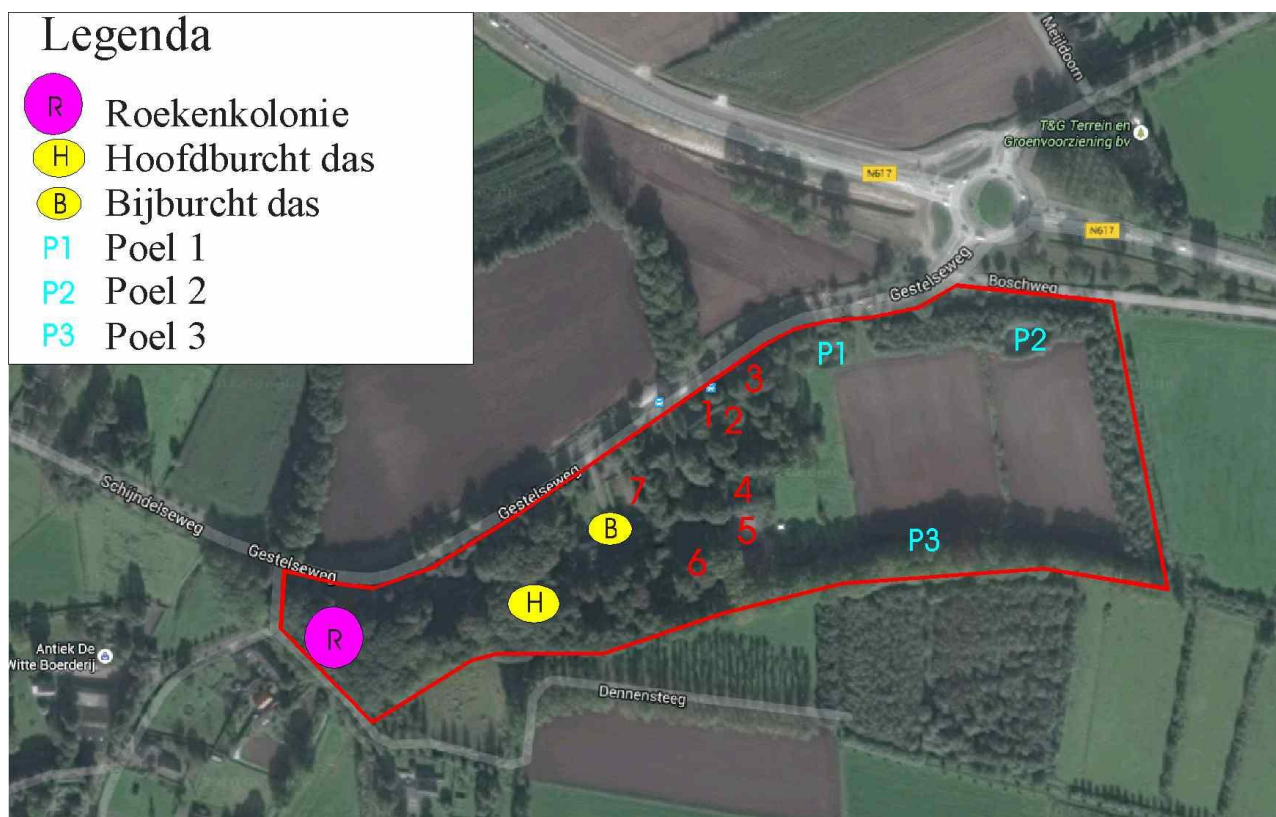 Legenda
R Roekenkolonie
H Hoofdburcht das
B Bijburcht das
P1 Poel 1
P2 Poel 2
P3 Poel 3
Meijldoorn
T&G Terrein en
Groenvoorziening bv
N617
N617
Gestelseweg
Boschweg
P1
P2
3
1
2
Gestelseweg
7
4
Schijndelseweg
B
5
P3
Gestelseweg
6
H
R
Antiek De
Witte Boerderij
Dennensteeg